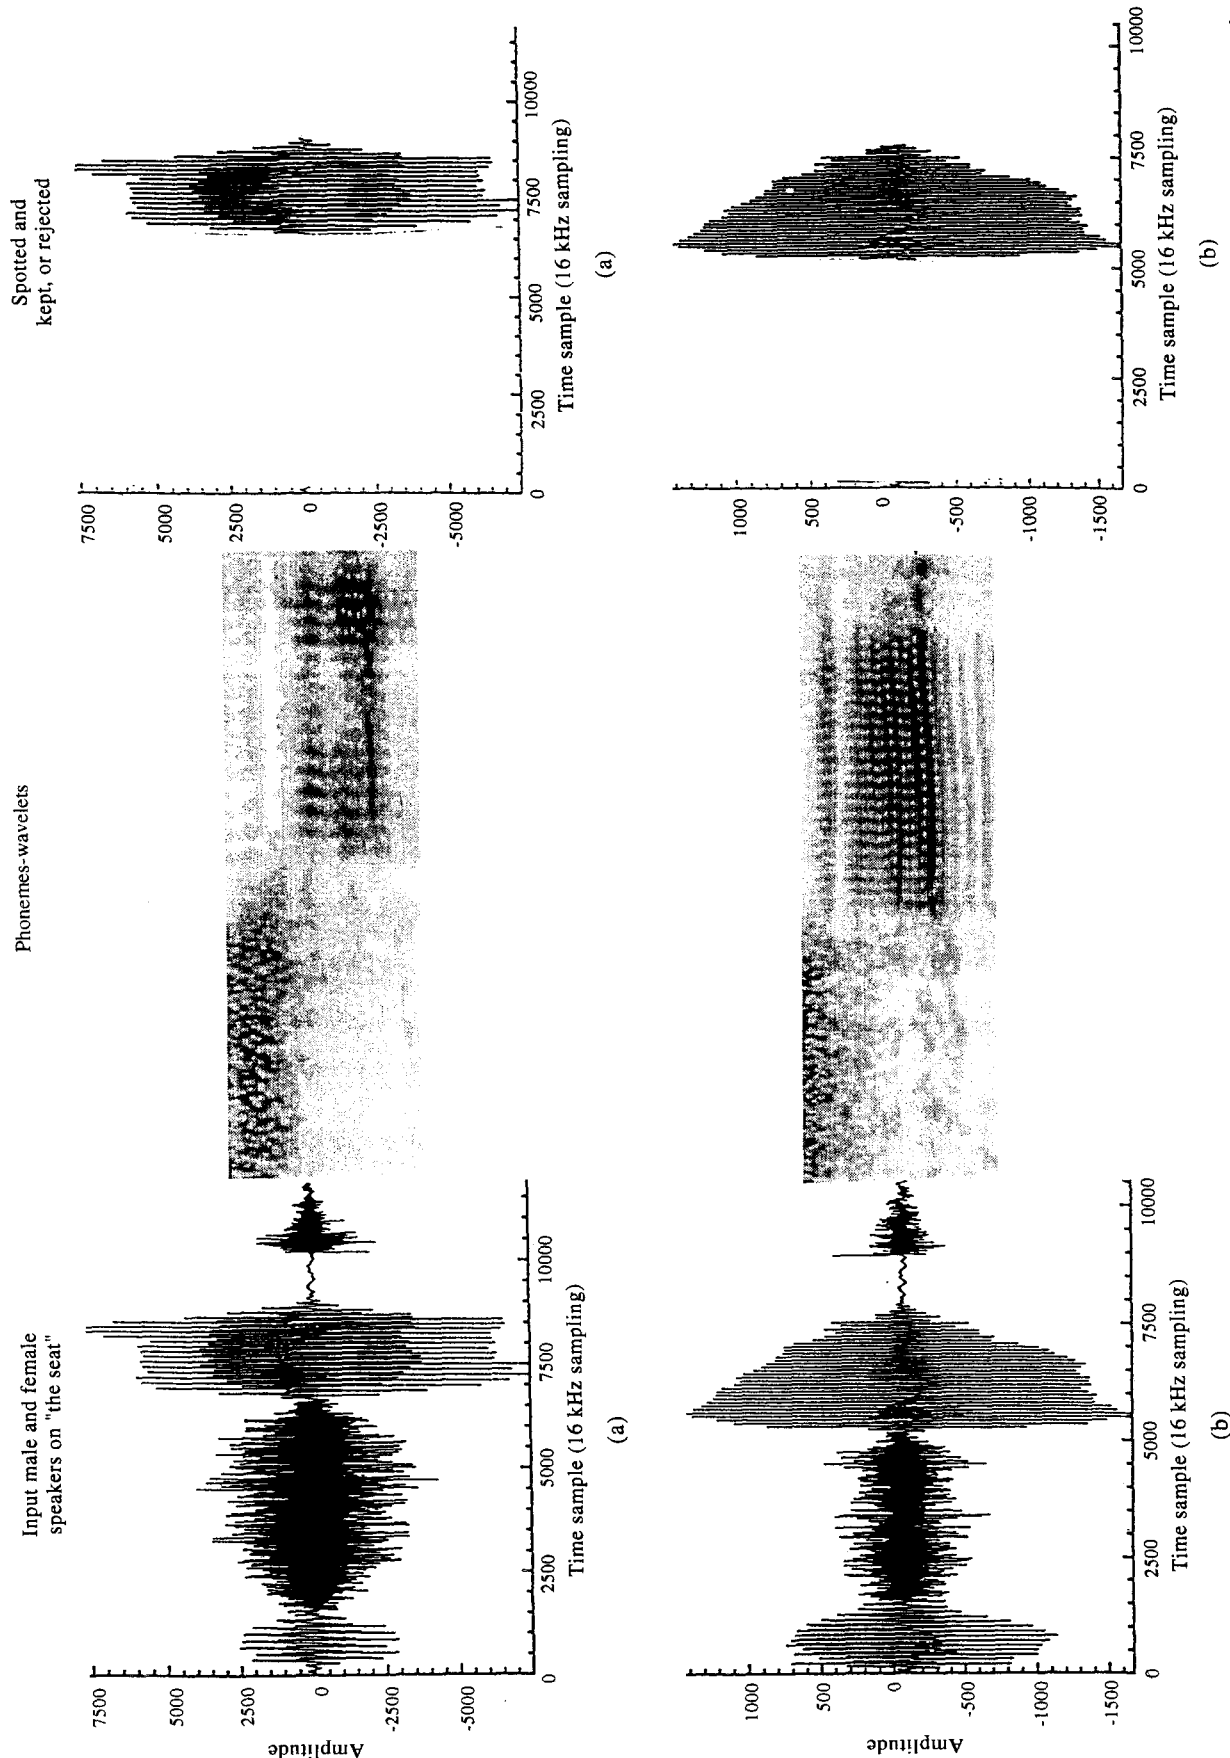 Input male and female
speakers on "the seat"
Phonemes-wavelets
Spotted and
kept, or rejected
Amplitude
7500
5000
2500
0
-2500
-5000
0
2500
5000
7500
10000
Time sample (16 kHz sampling)
(a)
7500
5000
2500
0
-2500
-5000
0
2500
5000
7500
10000
Time sample (16 kHz sampling)
(a)
Amplitude
1000
500
0
-500
-1000
-1500
0
2500
5000
7500
10000
Time sample (16 kHz sampling)
(b)
1000
500
0
-500
-1000
-1500
0
2500
5000
7500
10000
Time sample (16 kHz sampling)
(b)